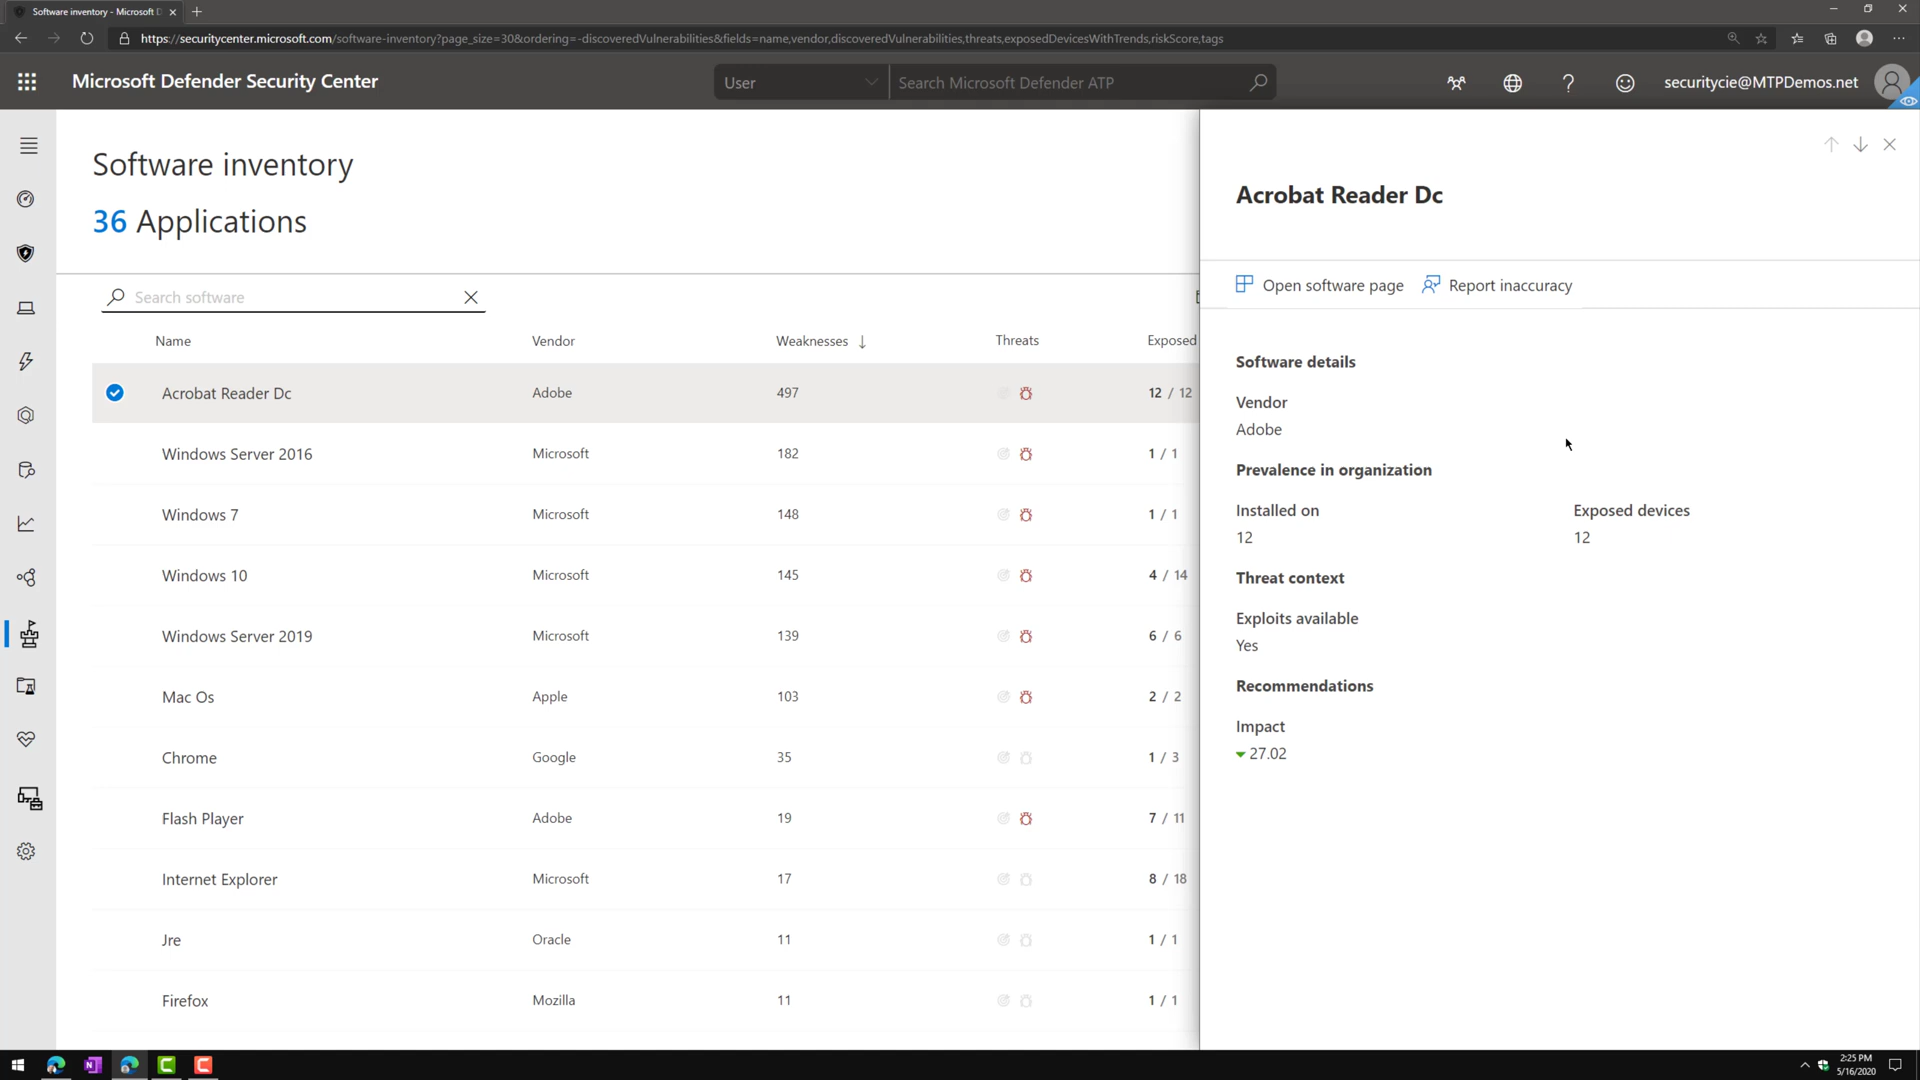 Software inventory - Microsoft D
https://securitycenter.microsoft.com/software-inventory?page_size=30&ordering=-discoveredVulnerabilities&fields=name,vendor,discoveredVulnerabilities,threats,exposedDevicesWithTrends,riskScore,tags
Microsoft Defender Security Center
User
Search Microsoft Defender ATP
securitycie@MTPDemos.net
Software inventory
36 Applications
Search software
Name Vendor Weaknesses Threats Exposed
Acrobat Reader Dc Adobe 497 12 / 12
Windows Server 2016 Microsoft 182 1 / 1
Windows 7 Microsoft 148 1 / 1
Windows 10 Microsoft 145 4 / 14
Windows Server 2019 Microsoft 139 6 / 6
Mac Os Apple 103 2 / 2
Chrome Google 35 1 / 3
Flash Player Adobe 19 7 / 11
Internet Explorer Microsoft 17 8 / 18
Jre Oracle 11 1 / 1
Firefox Mozilla 11 1 / 1
Acrobat Reader Dc
Open software page Report inaccuracy
Software details
Vendor
Adobe
Prevalence in organization
Installed on Exposed devices
12 12
Threat context
Exploits available
Yes
Recommendations
Impact
27.02
2:25 PM
5/16/2020